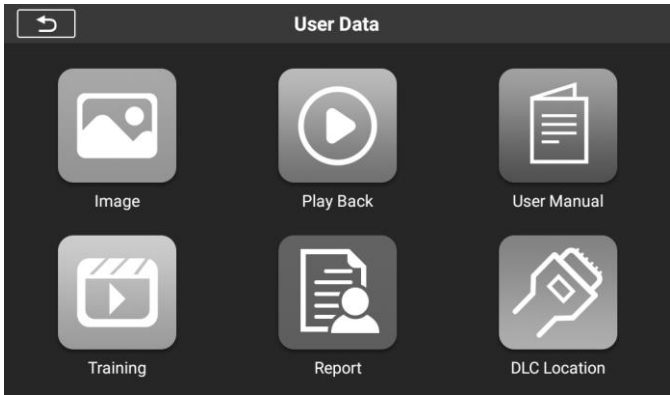 User Data
Image
Play Back
User Manual
Training
Report
DLC Location